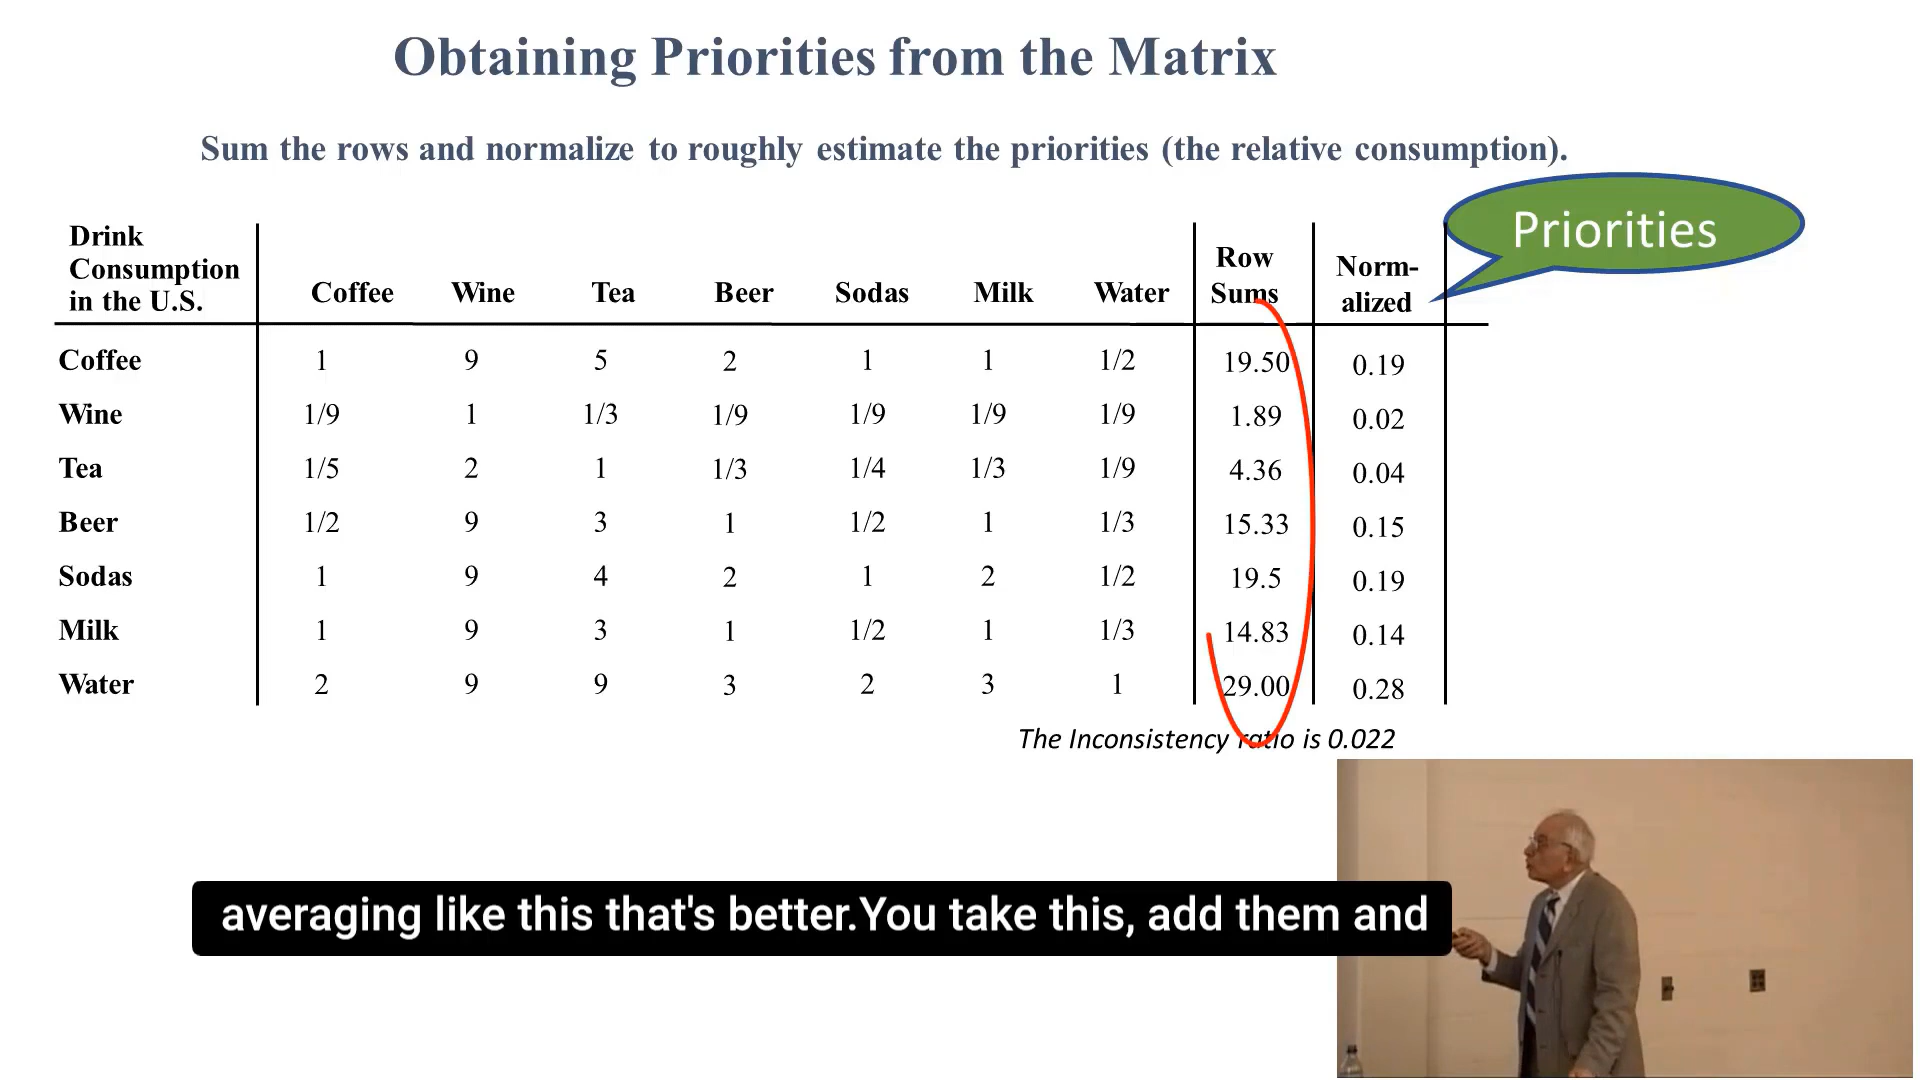 Obtaining Priorities from the Matrix
Sum the rows and normalize to roughly estimate the priorities (the relative consumption).
Priorities
Drink
Consumption
in the U.S.
Coffee Wine Tea Beer Sodas Milk Water
Row
Sums
Norm-
alized
Coffee 1 9 5 2 1 1 1/2 19.50 0.19
Wine 1/9 1 1/3 1/9 1/9 1/9 1/9 1.89 0.02
Tea 1/5 2 1 1/3 1/4 1/3 1/9 4.36 0.04
Beer 1/2 9 3 1 1/2 1 1/3 15.33 0.15
Sodas 1 9 4 2 1 2 1/2 19.5 0.19
Milk 1 9 3 1 1/2 1 1/3 14.83 0.14
Water 2 9 9 3 2 3 1 29.00 0.28
The Inconsistency ratio is 0.022
averaging like this that's better.You take this, add them and